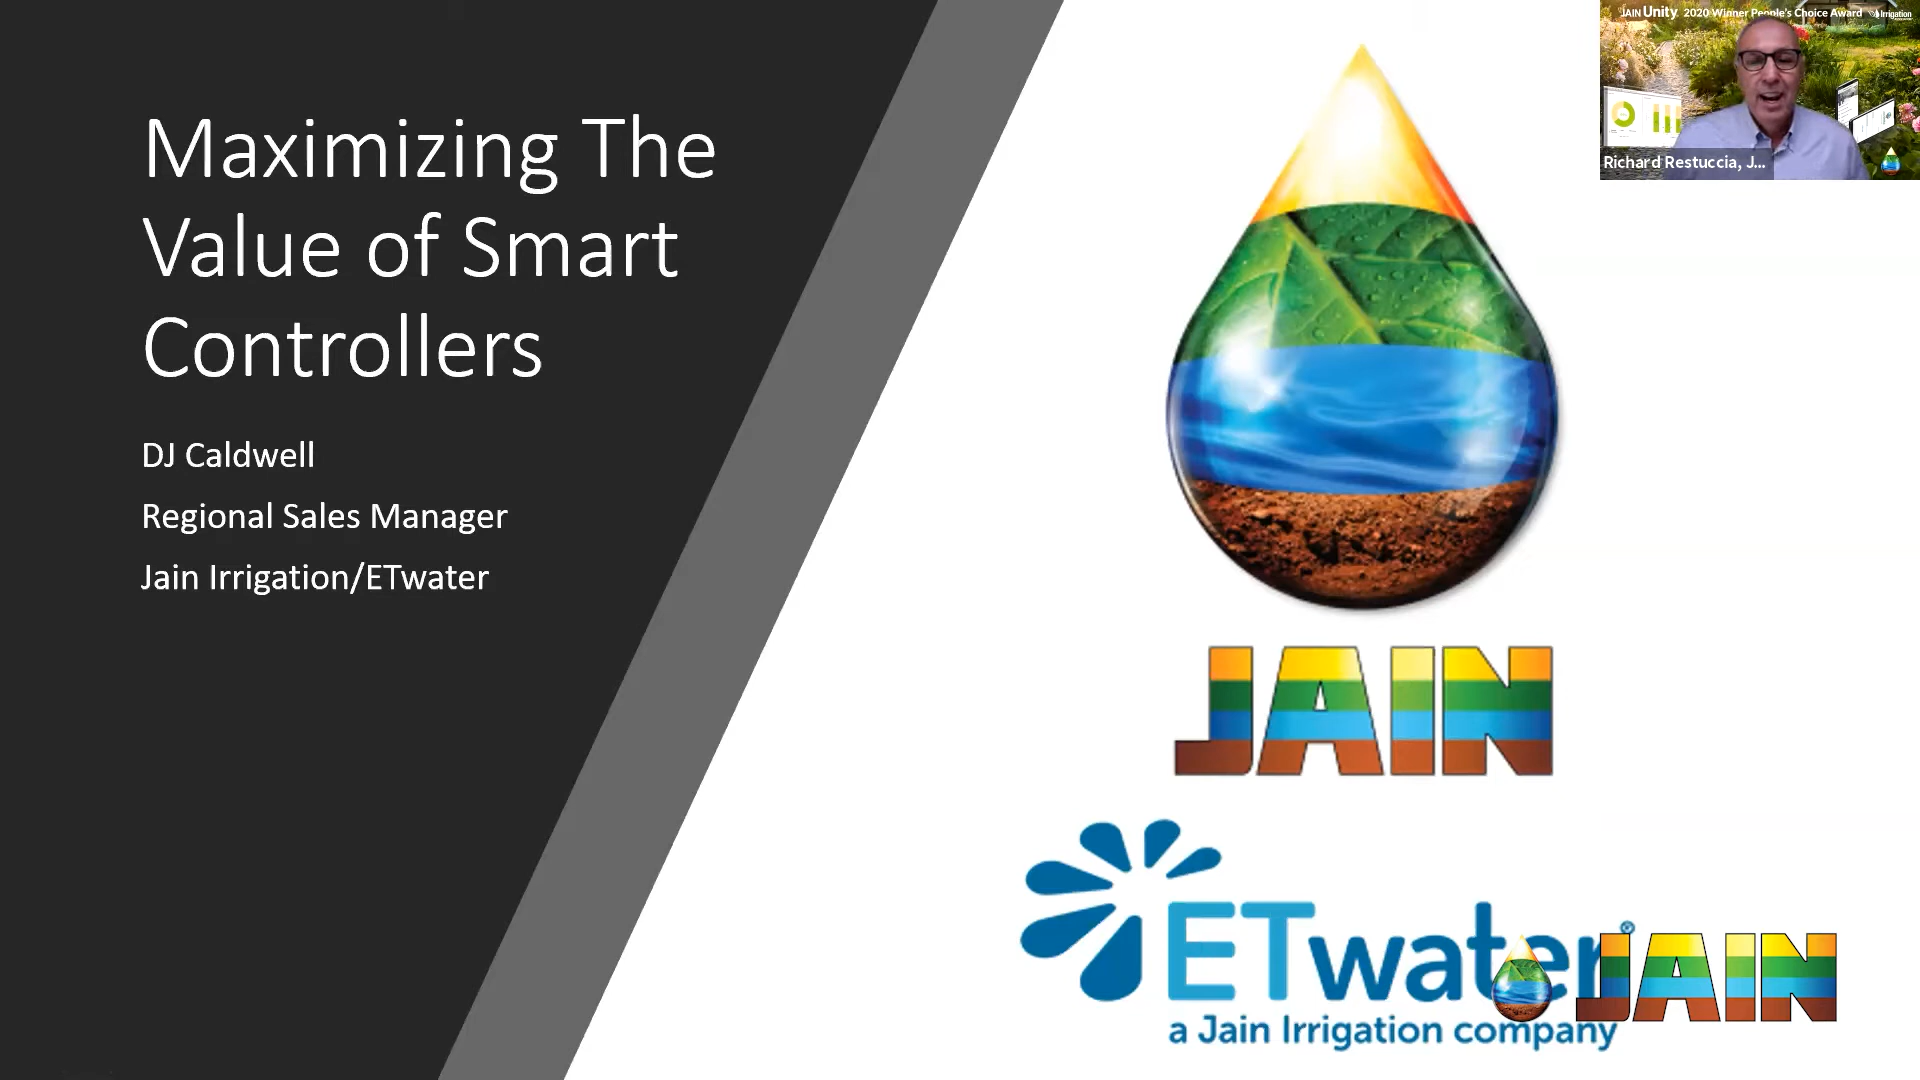 Maximizing The
Value of Smart
Controllers
DJ Caldwell
Regional Sales Manager
Jain Irrigation/ETwater
JAIN Unity. 2020 Winner People's Choice Award Irrigation
Richard Restuccia, J...
JAIN
ETwater®
a Jain Irrigation company
JAIN